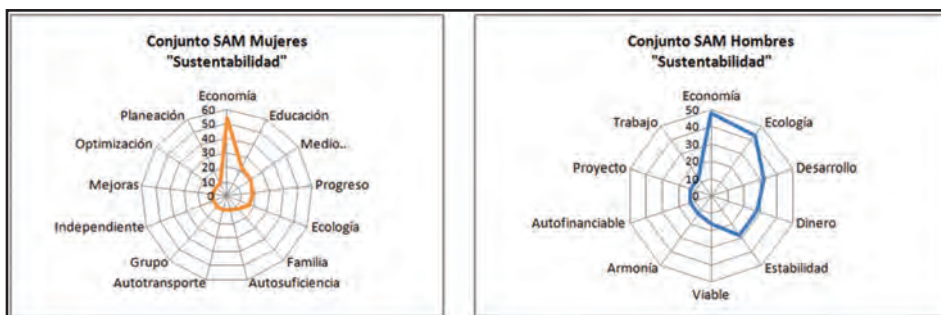 Conjunto SAM Mujeres
"Sustentabilidad"
Economía
Educación
Medio..
Progreso
Ecología
Familia
Autosuficiencia
Autotransporte
Grupo
Independiente
Mejoras
Optimización
Planeación
60
50
40
30
20
10
0
Conjunto SAM Hombres
"Sustentabilidad"
Economía
Ecología
Desarrollo
Dinero
Estabilidad
Viable
Armonía
Autofinanciable
Proyecto
Trabajo
50
40
30
20
10
0